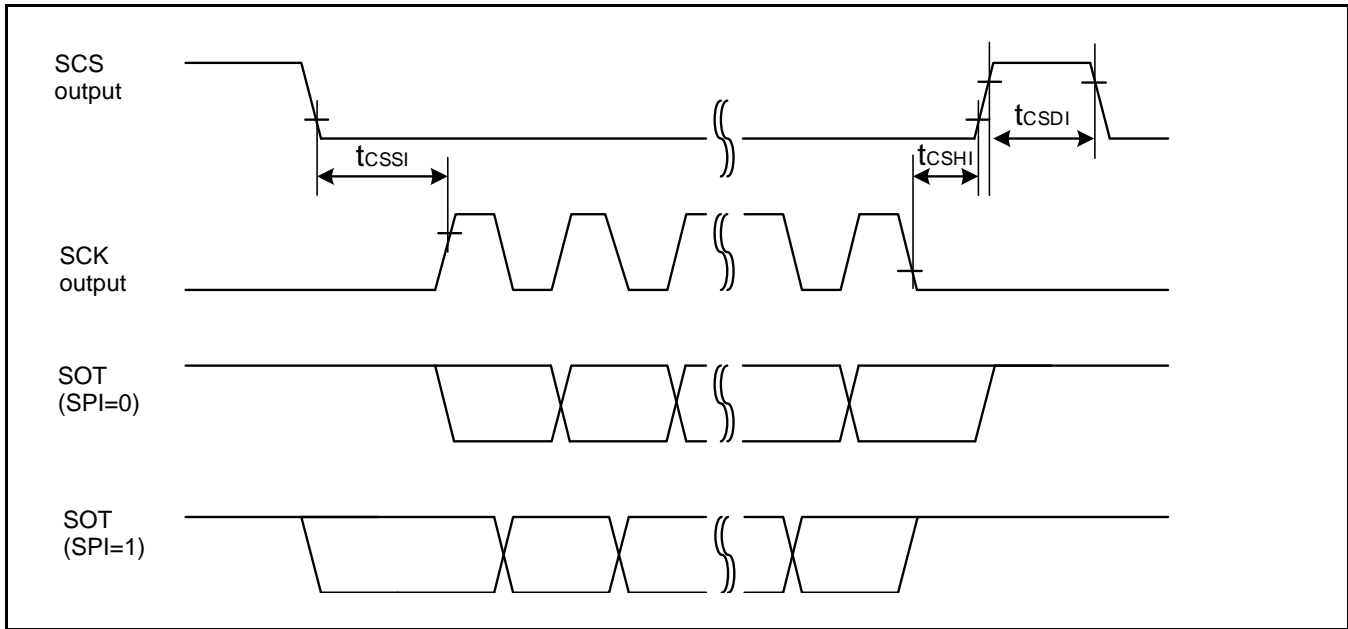 SCS
output
tCSDI
tCSSI
tCSHI
SCK
output
SOT
(SPI=0)
SOT
(SPI=1)